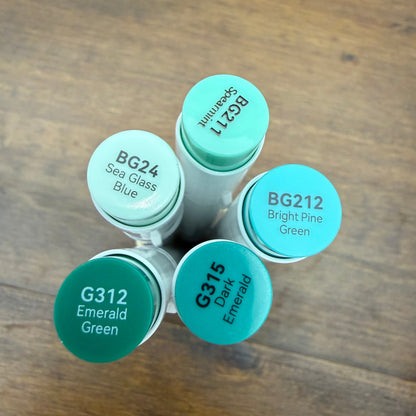 BG211
Spearmint
BG24
Sea Glass
Blue
BG212
Bright Pine
Green
G312
Emerald
Green
G315
Dark
Emerald